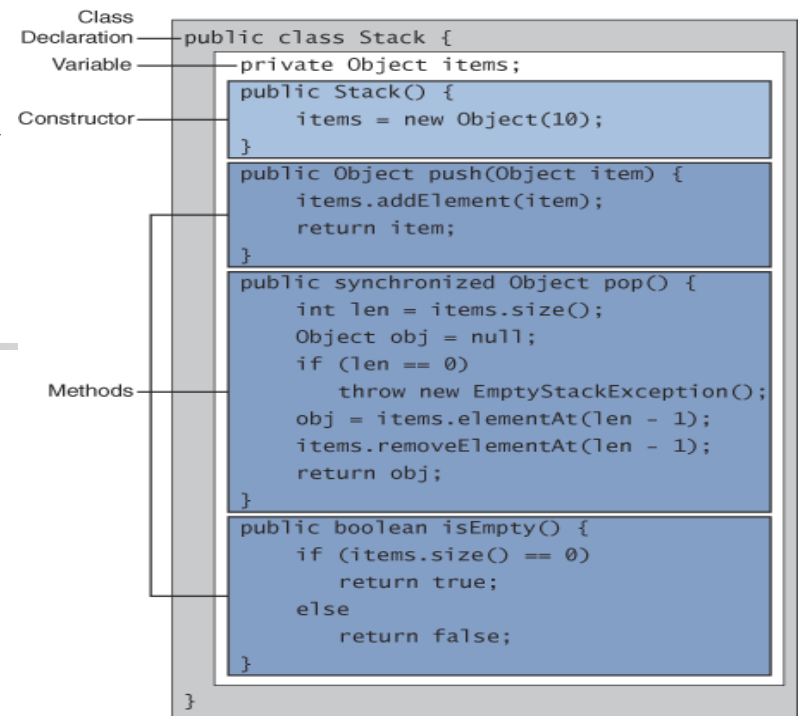 Class
Declaration
public class Stack {
Variable
private Object items;
public Stack() {
Constructor
items = new Object(10);
}
public Object push(Object item) {
items.addElement(item);
return item;
}
public synchronized Object pop() {
int len = items.size();
Object obj = null;
if (len == 0)
Methods
throw new EmptyStackException();
obj = items.elementAt(len - 1);
items.removeElementAt(len - 1);
return obj;
}
public boolean isEmpty() {
if (items.size() == 0)
return true;
else
return false;
}
}